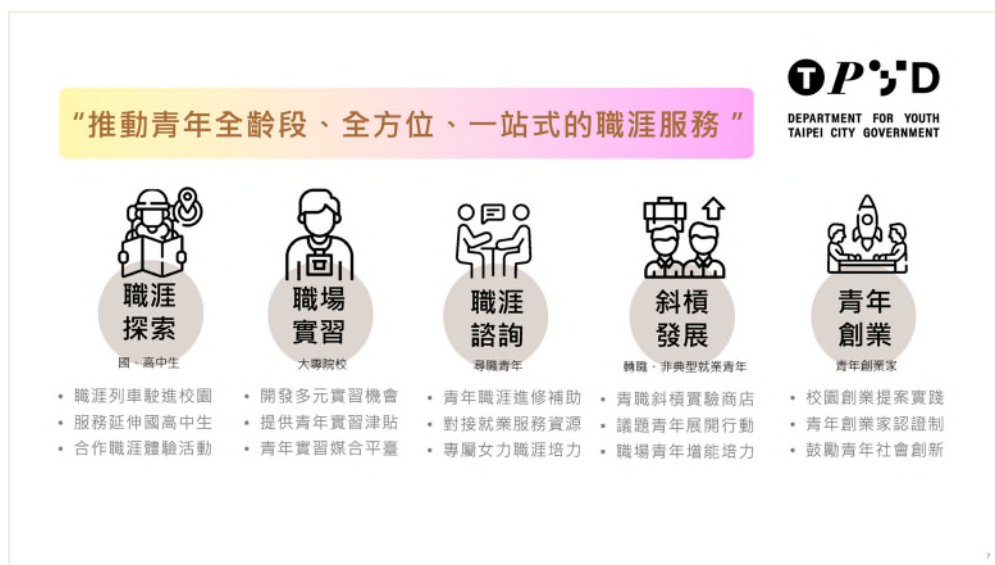 TPYD
DEPARTMENT FOR YOUTH
TAIPEI CITY GOVERNMENT
“推動青年全齡段、全方位、一站式的職涯服務 ”
職涯
探索
國、高中生
• 職涯列車駛進校園
• 服務延伸國高中生
• 合作職涯體驗活動
職場
實習
大專院校
• 開發多元實習機會
• 提供青年實習津貼
• 青年實習媒合平臺
職涯
諮詢
尋職青年
• 青年職涯進修補助
• 對接就業服務資源
• 專屬女力職涯培力
斜槓
發展
轉職、非典型就業青年
• 青職斜槓實驗商店
• 議題青年展開行動
• 職場青年增能培力
青年
創業
青年創業家
• 校園創業提案實踐
• 青年創業家認證制
• 鼓勵青年社會創新
7